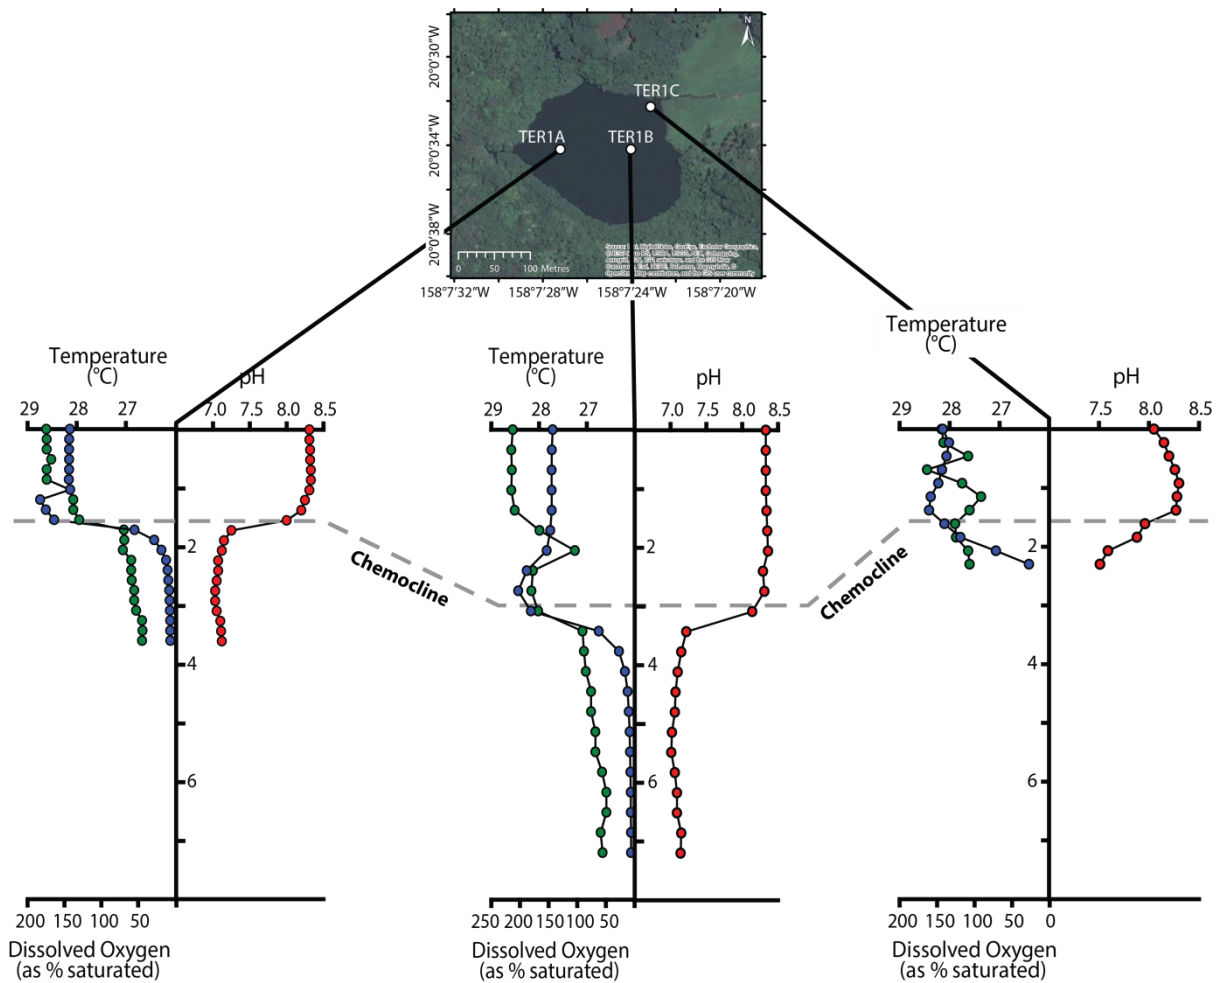 N
20°0'30"W
20°0'34"W
20°0'38"W
TER1C
TER1A
TER1B
0 50 100 Metres
158°7'32"W 158°7'28"W 158°7'24"W 158°7'20"W
Temperature
(°C)
pH
29 28 27
7.0 7.5 8.0 8.5
Temperature
(°C)
pH
29 28 27
7.0 7.5 8.0 8.5
Temperature
(°C)
pH
29 28 27
7.5 8.0 8.5
2
4
6
2
4
6
2
4
6
Chemocline
Chemocline
200 150 100 50
Dissolved Oxygen
(as % saturated)
250 200 150 100 50
Dissolved Oxygen
(as % saturated)
200 150 100 50 0
Dissolved Oxygen
(as % saturated)